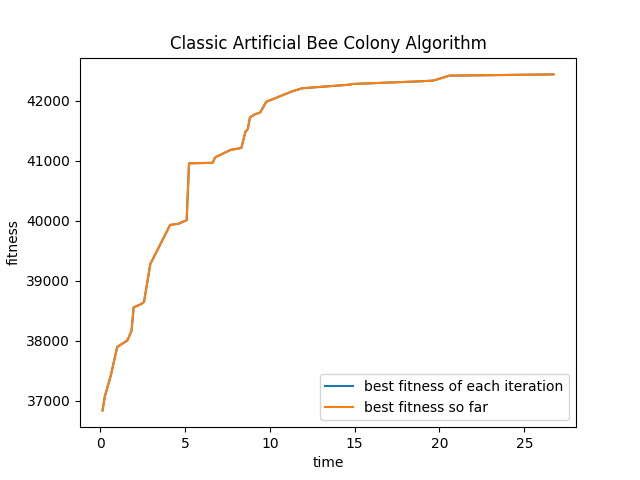 Classic Artificial Bee Colony Algorithm
fitness
42000
41000
40000
39000
38000
37000
best fitness of each iteration
best fitness so far
0 5 10 15 20 25
time